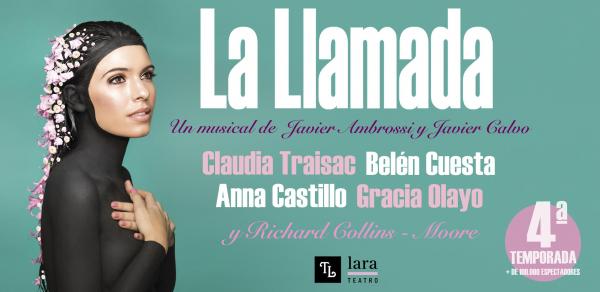 La Llamada
Un musical de Javier Ambrossi y Javier Calvo
Claudia Traisac Belén Cuesta
Anna Castillo Gracia Olayo
y Richard Collins - Moore
TL lara
TEATRO
4ª
TEMPORADA
+ DE 100.000 ESPECTADORES